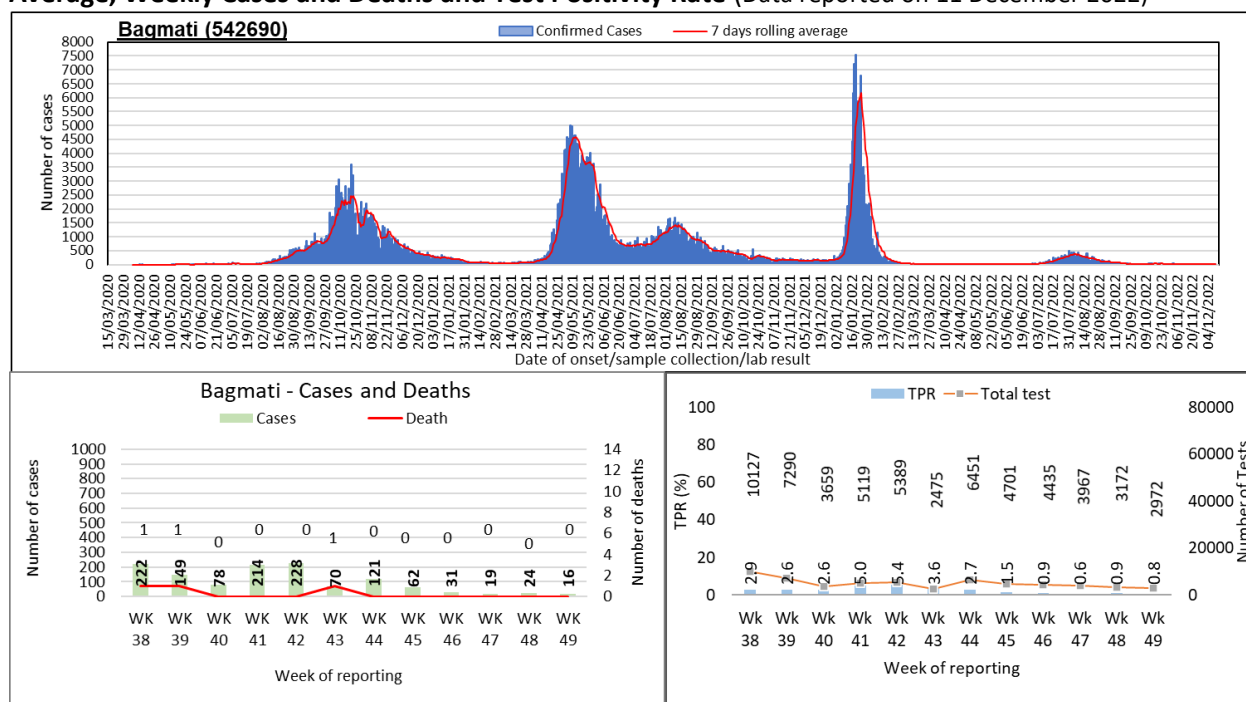 Average, Weekly Cases and Deaths and Test Positivity Rate (Data reported on 11 December 2022)
Bagmati (542690)
Confirmed Cases 7 days rolling average
Number of cases
8000
7500
7000
6500
6000
5500
5000
4500
4000
3500
3000
2500
2000
1500
1000
500
0
15/03/2020 29/03/2020 12/04/2020 26/04/2020 10/05/2020 24/05/2020 07/06/2020 21/06/2020 05/07/2020 19/07/2020 02/08/2020 16/08/2020 30/08/2020 13/09/2020 27/09/2020 11/10/2020 25/10/2020 08/11/2020 22/11/2020 06/12/2020 20/12/2020 03/01/2021 17/01/2021 31/01/2021 14/02/2021 28/02/2021 14/03/2021 28/03/2021 11/04/2021 25/04/2021 09/05/2021 23/05/2021 06/06/2021 20/06/2021 04/07/2021 18/07/2021 01/08/2021 15/08/2021 29/08/2021 12/09/2021 26/09/2021 10/10/2021 24/10/2021 07/11/2021 21/11/2021 05/12/2021 19/12/2021 02/01/2022 16/01/2022 30/01/2022 13/02/2022 27/02/2022 13/03/2022 27/03/2022 10/04/2022 24/04/2022 08/05/2022 22/05/2022 05/06/2022 19/06/2022 03/07/2022 17/07/2022 31/07/2022 14/08/2022 28/08/2022 11/09/2022 25/09/2022 09/10/2022 23/10/2022 06/11/2022 20/11/2022 04/12/2022
Date of onset/sample collection/lab result
Bagmati - Cases and Deaths
Cases Death
Number of cases
1000
900
800
700
600
500
400
300
200
100
0
1 1 0 0 0 1 0 0 0 0 0 0
222 149 78 214 228 70 121 62 31 19 24 16
14
12
10
8
6
4
2
0
Number of deaths
WK WK WK WK WK WK WK WK WK WK WK WK
38 39 40 41 42 43 44 45 46 47 48 49
Week of reporting
TPR Total test
TPR (%)
100
80
60
40
20
0
10127 7290 3659 5119 5389 2475 6451 4701 4435 3967 3172 2972
2.9 2.6 2.6 5.0 5.4 3.6 2.7 1.5 0.9 0.6 0.9 0.8
80000
60000
40000
20000
0
Number of Tests
Wk Wk Wk Wk Wk Wk Wk Wk Wk Wk Wk Wk
38 39 40 41 42 43 44 45 46 47 48 49
Week of reporting